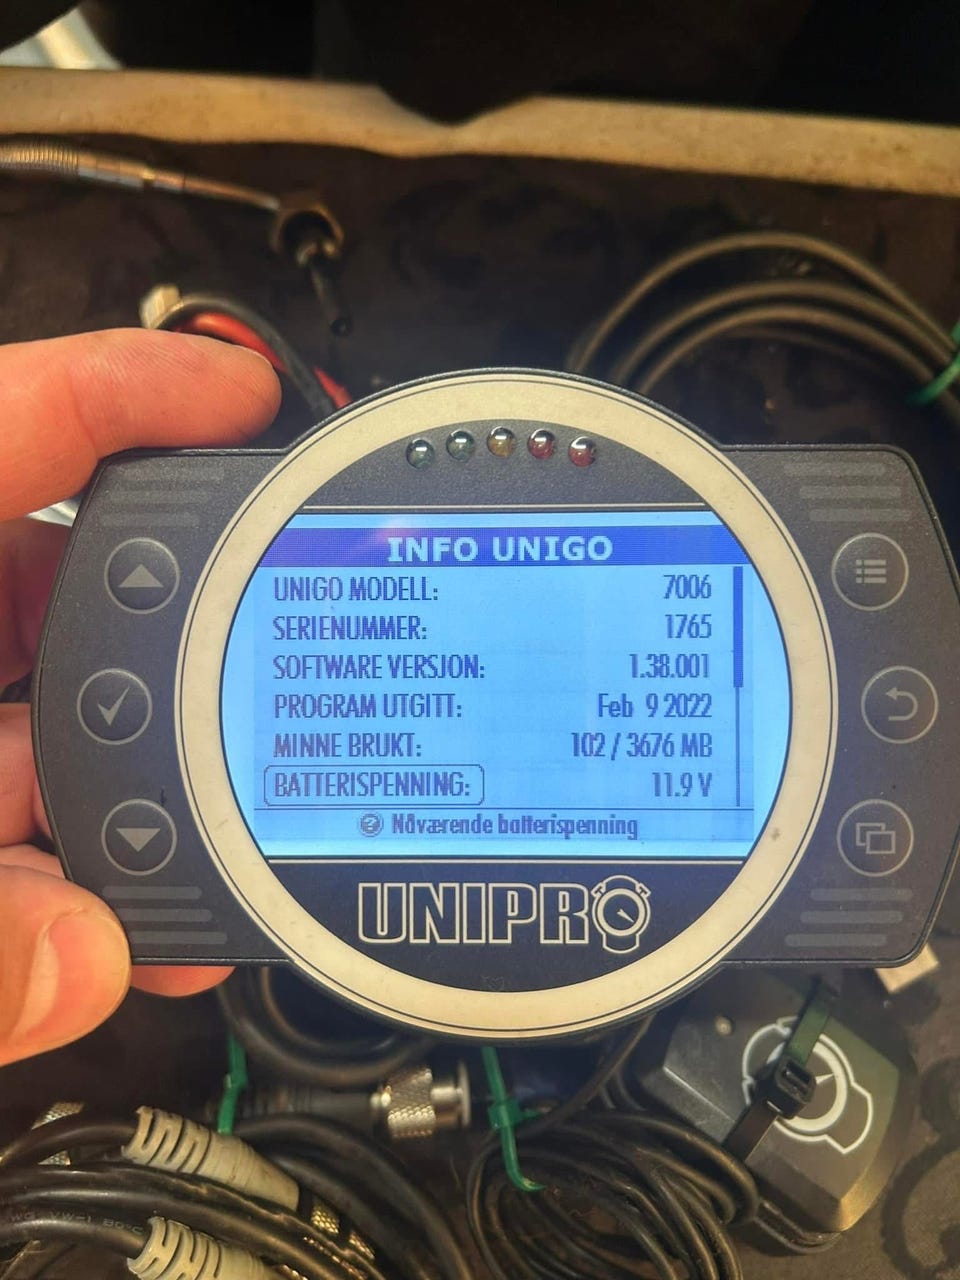 INFO UNIGO
UNIGO MODELL: 7006
SERIENUMMER: 1765
SOFTWARE VERSJON: 1.38.001
PROGRAM UTGITT: Feb 9 2022
MINNE BRUKT: 102 / 3676 MB
BATTERISPENNING: 11.9 V
Nåværende batterispenning
UNIPRO